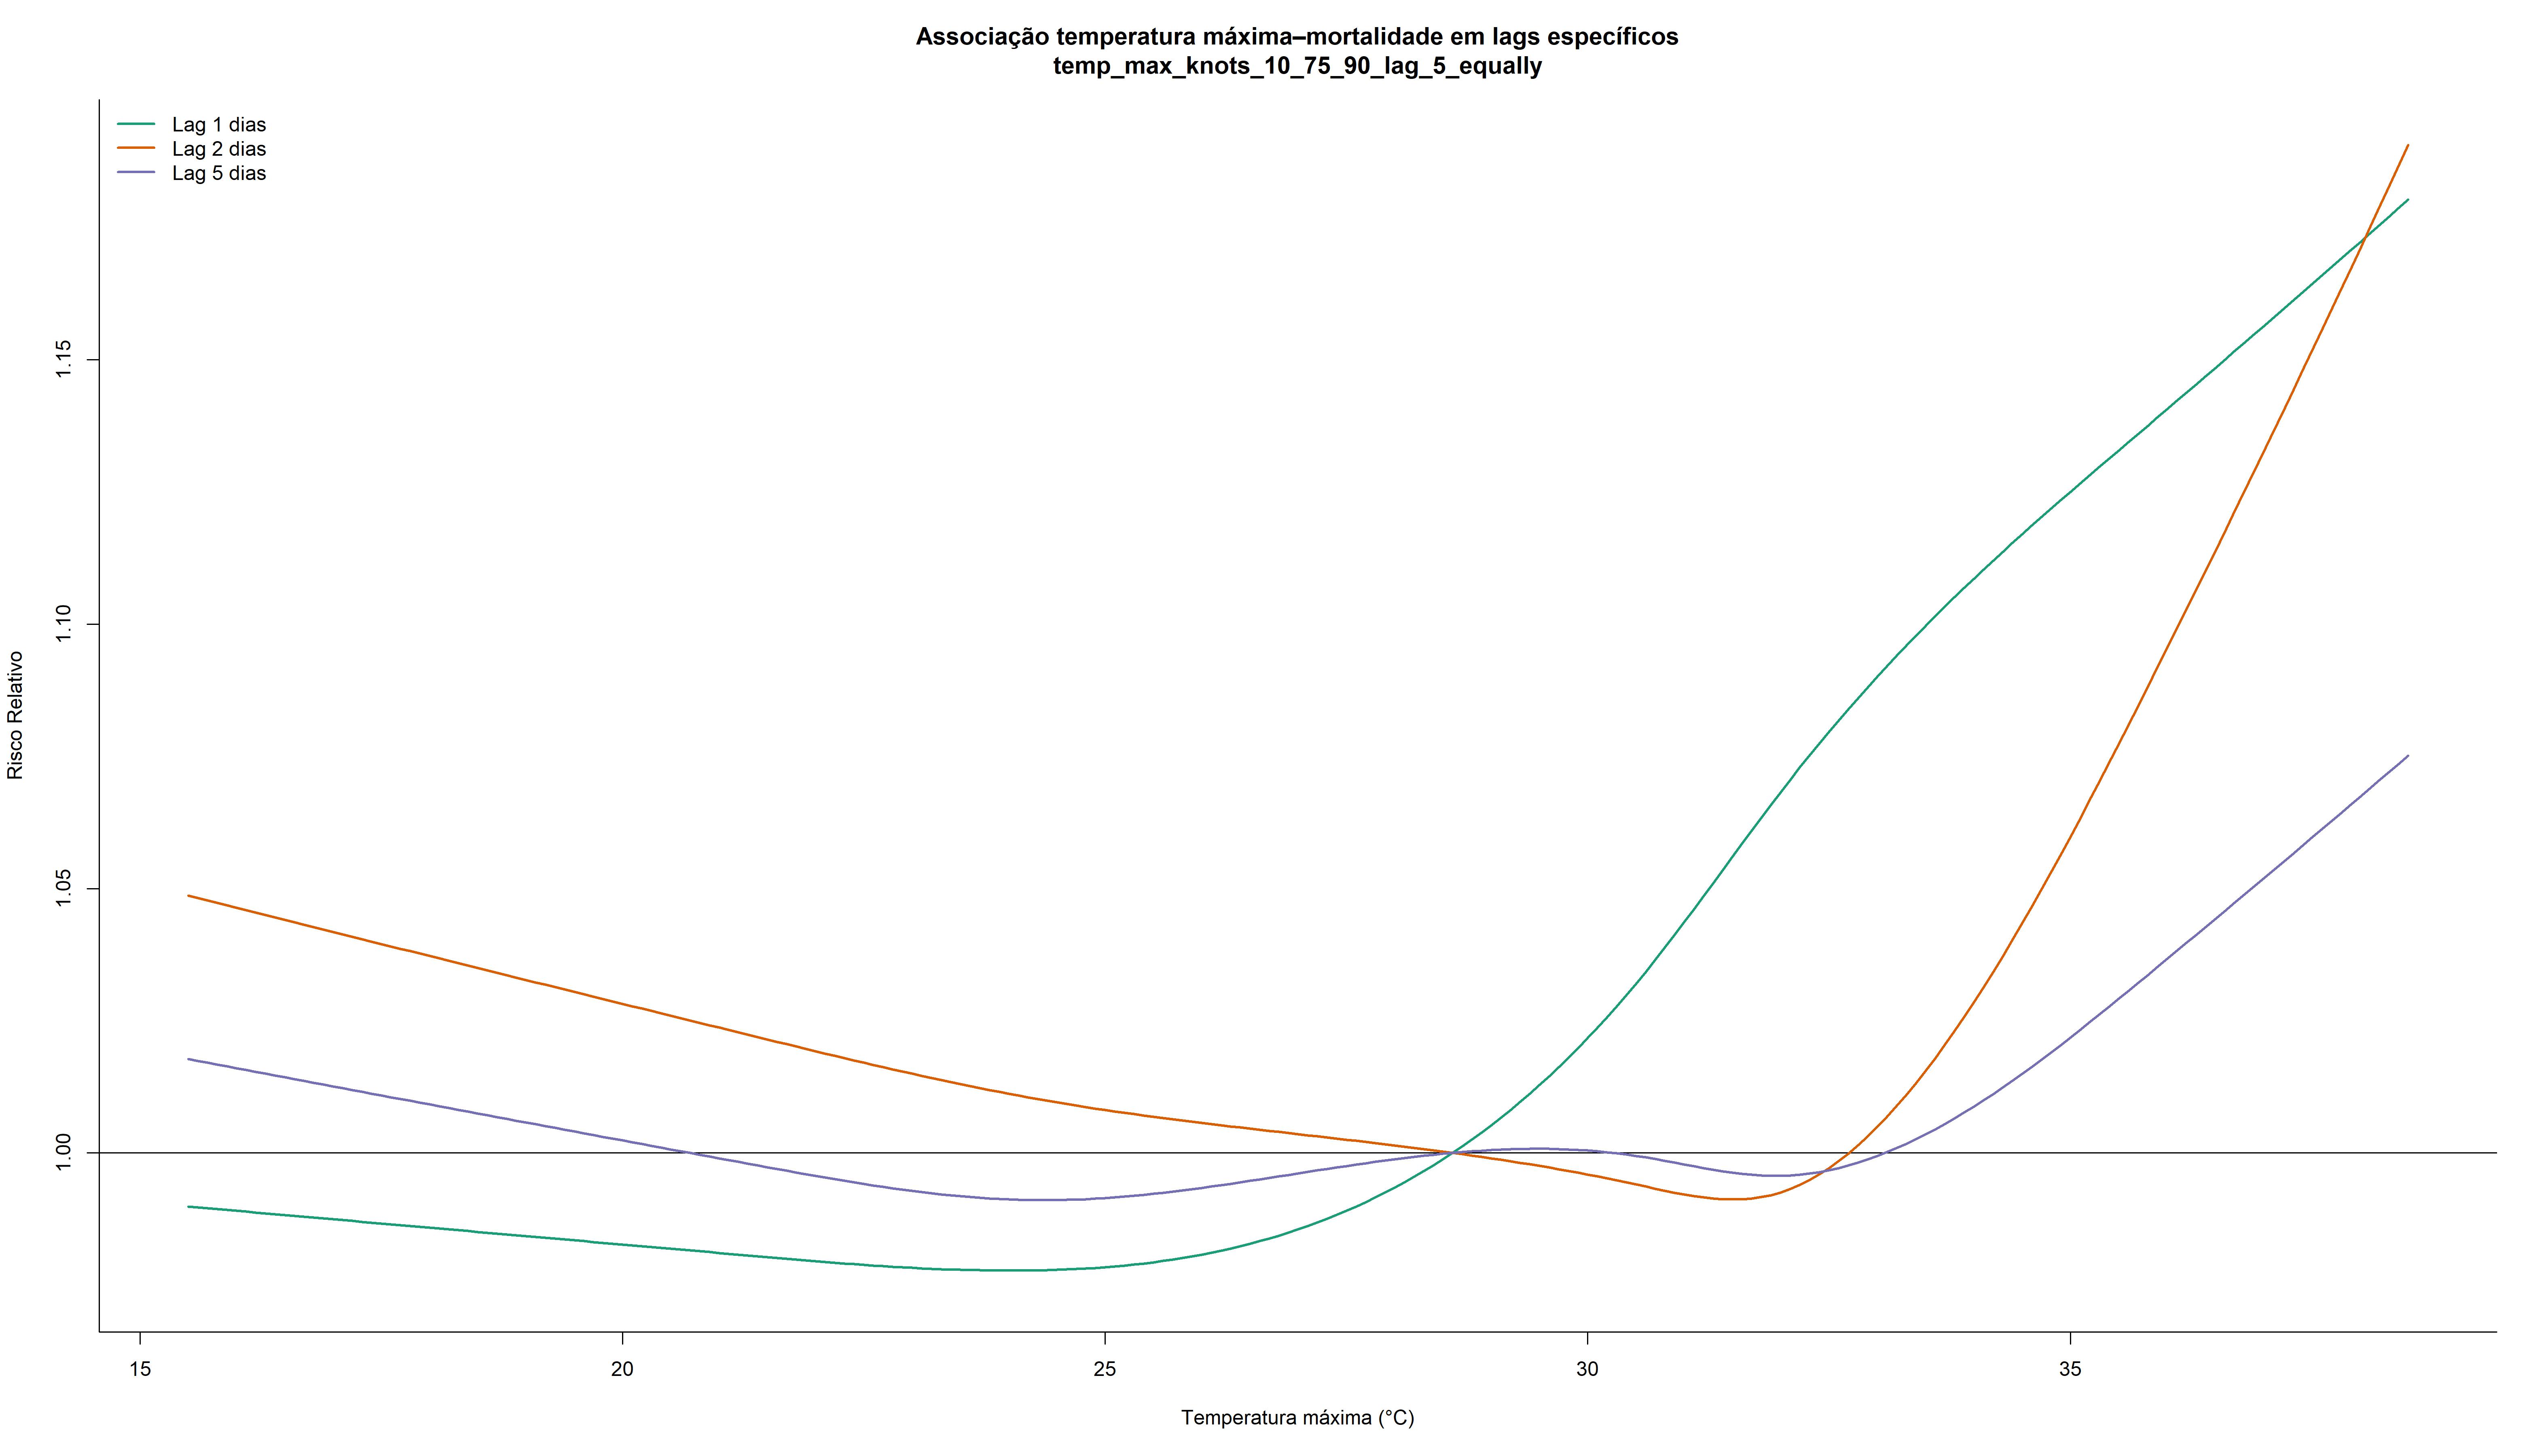 Associação temperatura máxima–mortalidade em lags específicos
temp_max_knots_10_75_90_lag_5_equally
Lag 1 dias
Lag 2 dias
Lag 5 dias
Risco Relativo
1.15
1.10
1.05
1.00
15
20
25
30
35
Temperatura máxima (°C)